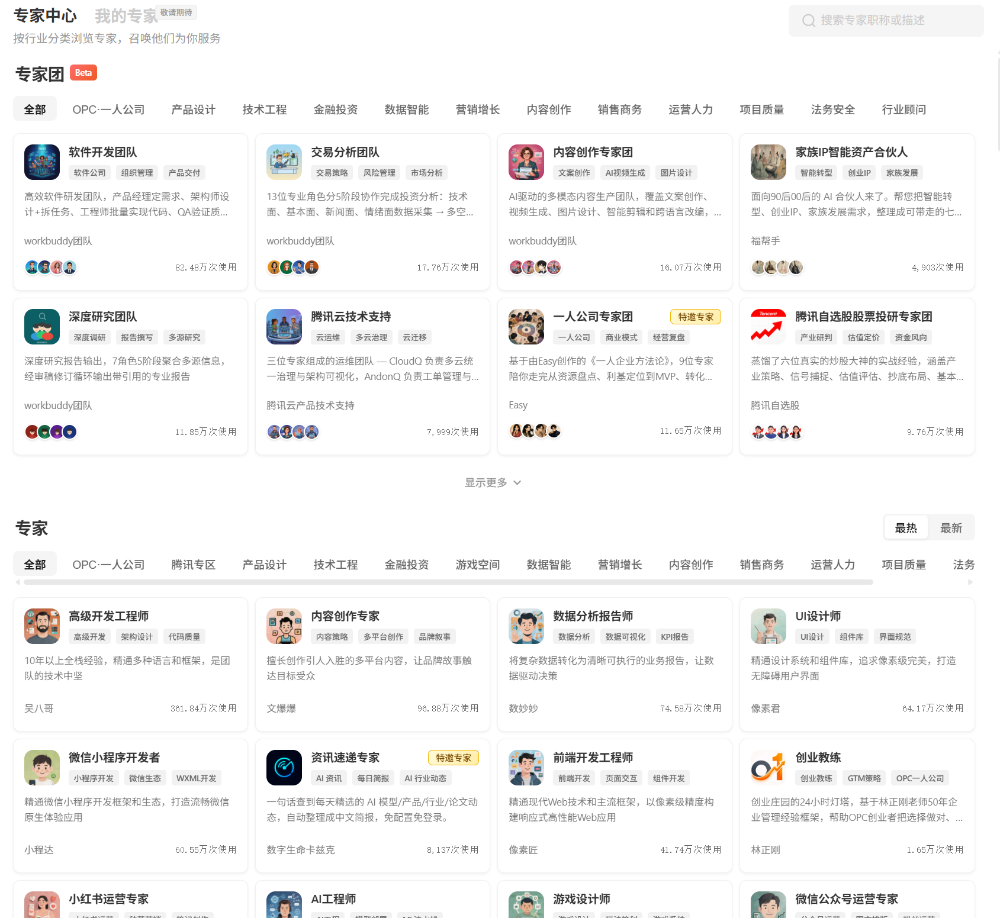 专家中心 我的专家 敬请期待
搜索专家职称或描述
按行业分类浏览专家，召唤他们为你服务
专家团 Beta
全部 OPC·一人公司 产品设计 技术工程 金融投资 数据智能 营销增长 内容创作 销售商务 运营人力 项目质量 法务安全 行业顾问
软件开发团队
软件公司 组织管理 产品交付
高效软件研发团队，产品经理定需求、架构师设
计+拆任务、工程师批量实现代码、QA验证质...
workbuddy团队
82.48万次使用
交易分析团队
交易策略 风险管理 市场分析
13位专业角色分5阶段协作完成投资分析：技术
面、基本面、新闻面、情绪面数据采集 → 多空...
workbuddy团队
17.76万次使用
内容创作专家团
文案创作 AI视频生成 图片设计
AI驱动的多模态内容生产团队，覆盖文案创作、
视频生成、图片设计、智能剪辑和跨语言改编，...
workbuddy团队
16.07万次使用
家族IP智能资产合伙人
智能转型 创业IP 家族发展
面向90后00后的 AI 合伙人来了。帮您把智能转
型、创业IP、家族发展需求，整理成可带走的七...
福帮手
4,903次使用
深度研究团队
深度调研 报告撰写 多源研究
深度研究报告输出，7角色5阶段聚合多源信息，
经审稿修订循环输出带引用的专业报告
workbuddy团队
11.85万次使用
腾讯云技术支持
云运维 多云治理 云迁移
三位专家组成的运维团队 — CloudQ 负责多云统
一治理与架构可视化，AndonQ 负责工单管理与...
腾讯云产品技术支持
7,999次使用
一人公司专家团 特邀专家
一人公司 商业模式 经营复盘
基于由Easy创作的《一人企业方法论》，9位专家
陪你走完从资源盘点、利基定位到MVP、转化...
Easy
11.65万次使用
Tencent
腾讯自选股股票投研专家团
产业研判 估值定价 资金风向
蒸馏了六位真实的炒股大神的实战经验，涵盖产
业策略、信号捕捉、估值评估、抄底布局、基本...
腾讯自选股
9.76万次使用
显示更多
专家
最热 最新
全部 OPC·一人公司 腾讯专区 产品设计 技术工程 金融投资 游戏空间 数据智能 营销增长 内容创作 销售商务 运营人力 项目质量 法务
高级开发工程师
高级开发 架构设计 代码质量
10年以上全栈经验，精通多种语言和框架，是团
队的技术中坚
吴八哥
361.84万次使用
内容创作专家
内容策略 多平台创作 品牌叙事
擅长创作引人入胜的多平台内容，让品牌故事触
达目标受众
文爆爆
96.88万次使用
数据分析报告师
数据分析 数据可视化 KPI报告
将复杂数据转化为清晰可执行的业务报告，让数
据驱动决策
数妙妙
74.58万次使用
UI设计师
UI设计 组件库 界面规范
精通设计系统和组件库，追求像素级完美，打造
无障碍用户界面
像素君
64.17万次使用
微信小程序开发者
小程序开发 微信生态 WXML开发
精通微信小程序开发框架和生态，打造流畅微信
原生体验应用
小程达
60.55万次使用
资讯速递专家 特邀专家
AI 资讯 每日简报 AI 行业动态
一句话查到每天精选的 AI 模型/产品/行业/论文动
态，自动整理成中文简报，免配置免登录。
数字生命卡兹克
8,137次使用
前端开发工程师
前端开发 页面交互 组件开发
精通现代Web技术和主流框架，以像素级精度构
建响应式高性能Web应用
像素匠
41.74万次使用
创业教练
创业教练 GTM策略 OPC一人公司
创业庄园的24小时灯塔，基于林正刚老师50年企
业管理经验框架，帮助OPC创业者把选择做对、...
林正刚
1.65万次使用
小红书运营专家
AI工程师
游戏设计师
微信公众号运营专家